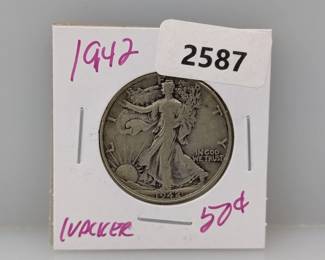 1942
2587
LIBERTY
IN GOD
WE TRUST
1942
WALKER
50¢